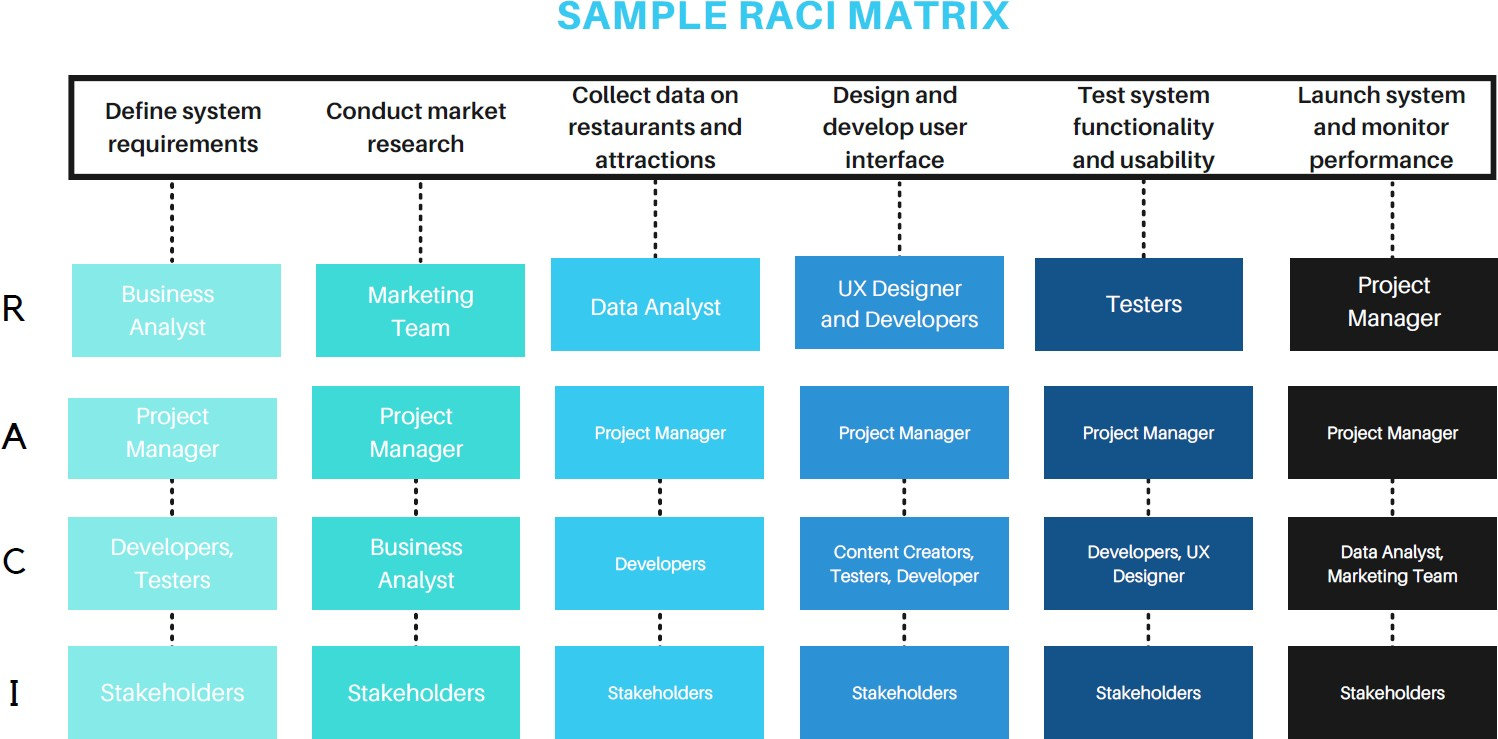 SAMPLE RACI MATRIX
Define system
requirements
Conduct market
research
Collect data on
restaurants and
attractions
Design and
develop user
interface
Test system
functionality
and usability
Launch system
and monitor
performance
R
Business
Analyst
Marketing
Team
Data Analyst
UX Designer
and Developers
Testers
Project
Manager
A
Project
Manager
Project
Manager
Project Manager
Project Manager
Project Manager
Project Manager
C
Developers,
Testers
Business
Analyst
Developers
Content Creators,
Testers, Developer
Developers, UX
Designer
Data Analyst,
Marketing Team
I
Stakeholders
Stakeholders
Stakeholders
Stakeholders
Stakeholders
Stakeholders